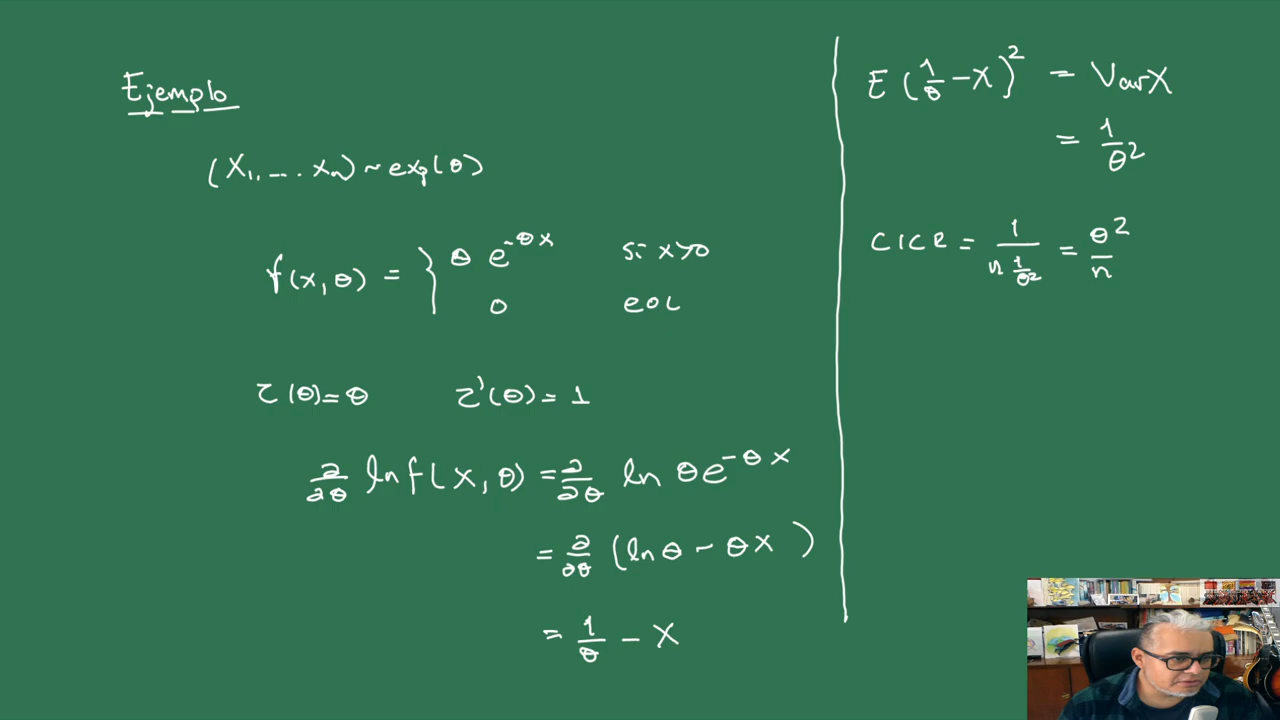 Ejemplo
(X₁, ... xₙ) ~ exp(θ)
f(x, θ) = { θ e^{-θx} si x>0
0 eoc
τ(θ) = θ τ'(θ) = 1
∂/∂θ ln f(x, θ) = ∂/∂θ ln θe^{-θx}
= ∂/∂θ (ln θ - θx)
= 1/θ - x
E(1/θ - X)² = Var X
= 1/θ²
CICR = 1/(n 1/θ²) = θ²/n